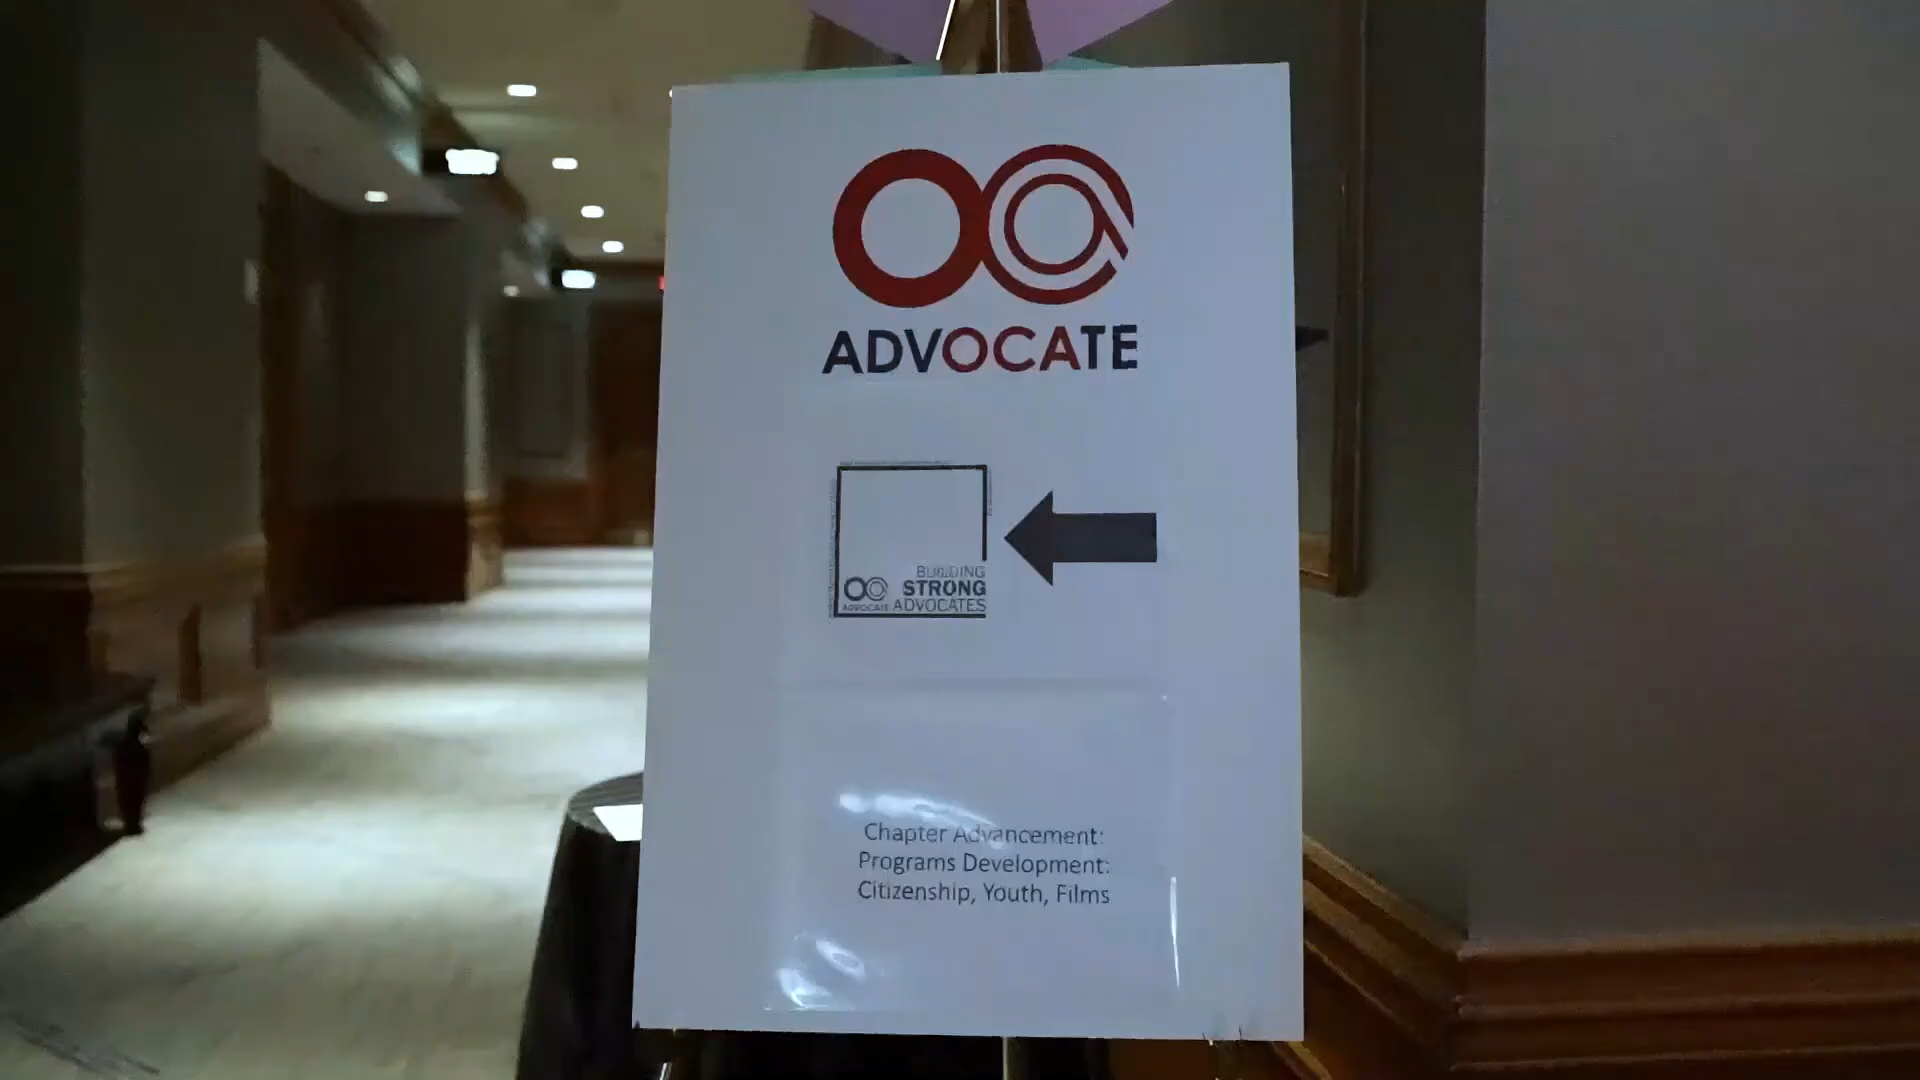 ADVOCATE
BUILDING
STRONG
ADVOCATES
ADVOCATE
Chapter Advancement:
Programs Development:
Citizenship, Youth, Films